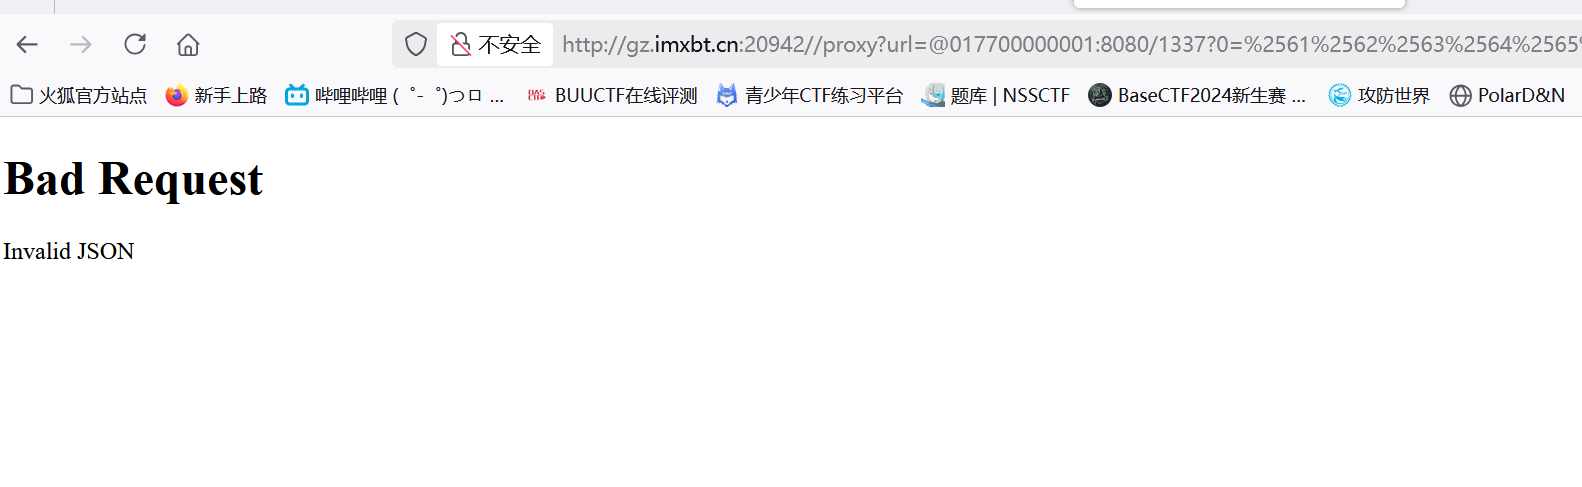 不安全 http://gz.imxbt.cn:20942//proxy?url=@017700000001:8080/1337?0=%2561%2562%2563%2564%2565%
火狐官方站点 新手上路 哔哩哔哩 ( ゜- ゜)つロ ... BUUCTF在线评测 青少年CTF练习平台 题库 | NSSCTF BaseCTF2024新生赛 ... 攻防世界 PolarD&N
Bad Request
Invalid JSON